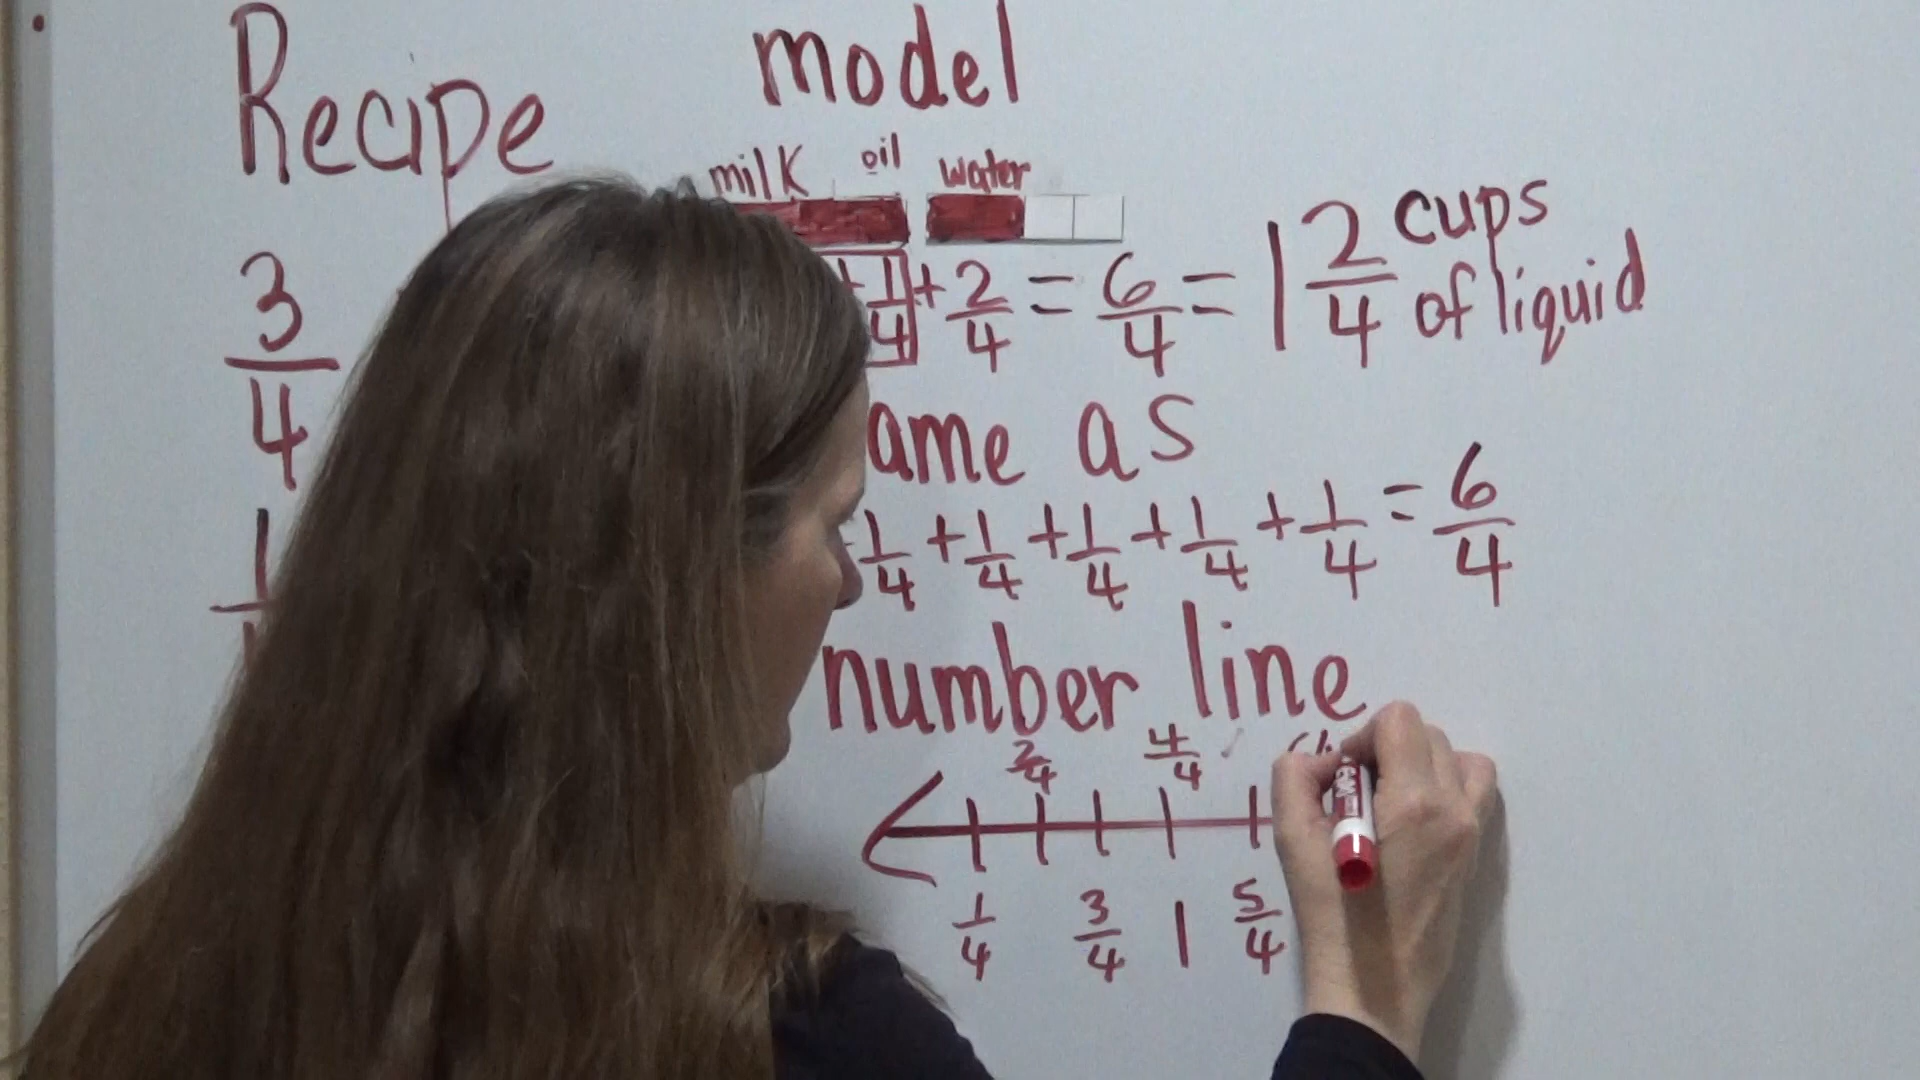 Recipe
model
milk oil water
3/4
+ 1/4 + 2/4 = 6/4 = 1 2/4 cups of liquid
ame as
1
1/4 + 1/4 + 1/4 + 1/4 + 1/4 = 6/4
number line
2/4 4/4
1/4 3/4 1 5/4